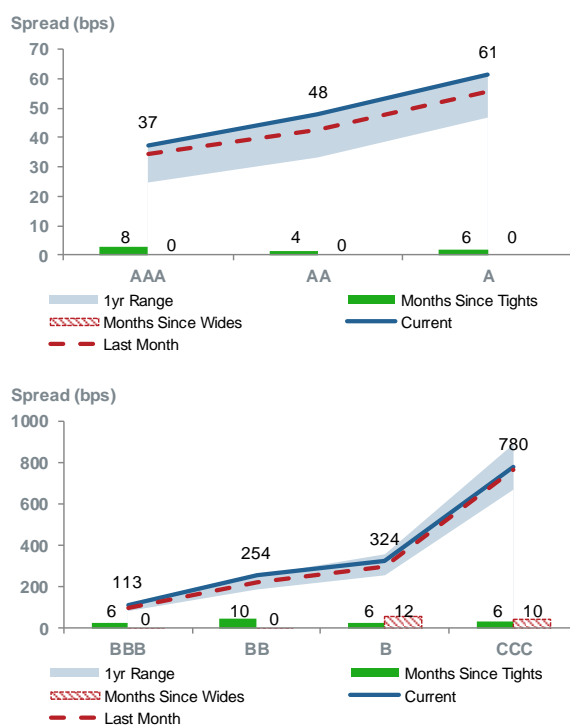 Spread (bps)
70
60
50
40
30
20
10
0
37
48
61
8
0
4
0
6
0
AAA
AA
A
1yr Range
Months Since Tights
Months Since Wides
Current
Last Month
Spread (bps)
1000
800
600
400
200
0
113
254
324
780
6
0
10
0
6
12
6
10
BBB
BB
B
CCC
1yr Range
Months Since Tights
Months Since Wides
Current
Last Month